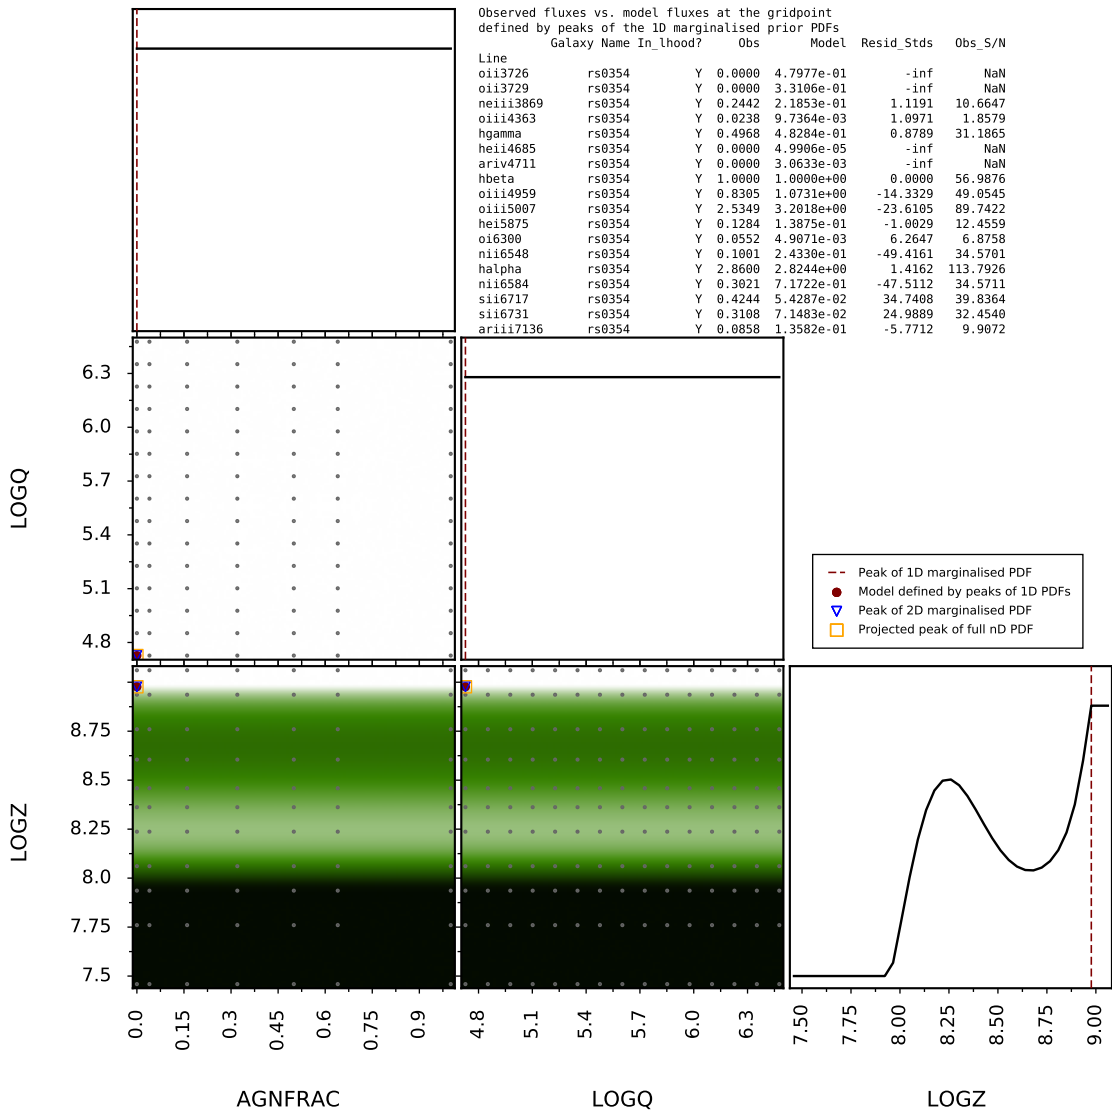 Observed fluxes vs. model fluxes at the gridpoint
defined by peaks of the 1D marginalised prior PDFs
Galaxy Name In_lhood? Obs Model Resid_Stds Obs_S/N
Line
oii3726 rs0354 Y 0.0000 4.7977e-01 -inf NaN
oii3729 rs0354 Y 0.0000 3.3106e-01 -inf NaN
neiii3869 rs0354 Y 0.2442 2.1853e-01 1.1191 10.6647
oiii4363 rs0354 Y 0.0238 9.7364e-03 1.0971 1.8579
hgamma rs0354 Y 0.4968 4.8284e-01 0.8789 31.1865
heii4685 rs0354 Y 0.0000 4.9906e-05 -inf NaN
ariv4711 rs0354 Y 0.0000 3.0633e-03 -inf NaN
hbeta rs0354 Y 1.0000 1.0000e+00 0.0000 56.9876
oiii4959 rs0354 Y 0.8305 1.0731e+00 -14.3329 49.0545
oiii5007 rs0354 Y 2.5349 3.2018e+00 -23.6105 89.7422
hei5875 rs0354 Y 0.1284 1.3875e-01 -1.0029 12.4559
oi6300 rs0354 Y 0.0552 4.9071e-03 6.2647 6.8758
nii6548 rs0354 Y 0.1001 2.4330e-01 -49.4161 34.5701
halpha rs0354 Y 2.8600 2.8244e+00 1.4162 113.7926
nii6584 rs0354 Y 0.3021 7.1722e-01 -47.5112 34.5711
sii6717 rs0354 Y 0.4244 5.4287e-02 34.7408 39.8364
sii6731 rs0354 Y 0.3108 7.1483e-02 24.9889 32.4540
ariii7136 rs0354 Y 0.0858 1.3582e-01 -5.7712 9.9072
6.3
6.0
5.7
5.4
5.1
4.8
LOGQ
Peak of 1D marginalised PDF
Model defined by peaks of 1D PDFs
Peak of 2D marginalised PDF
Projected peak of full nD PDF
8.75
8.5
8.25
8.0
7.75
7.5
LOGZ
0.0 0.15 0.3 0.45 0.6 0.75 0.9
4.8 5.1 5.4 5.7 6.0 6.3
7.50 7.75 8.00 8.25 8.50 8.75 9.00
AGNFRAC LOGQ LOGZ